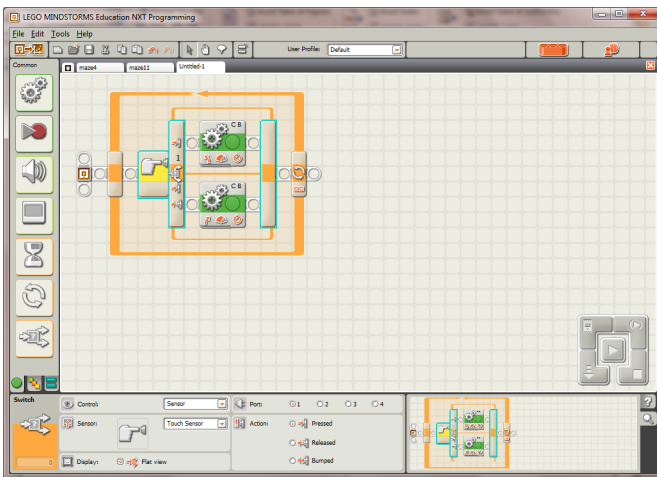 LEGO MINDSTORMS Education NXT Programming
File Edit Tools Help
User Profile: Default
Common
maze4 maze11 Untitled-1
C B
1
C B
Switch
Control: Sensor
Port: 1 2 3 4
Sensor: Touch Sensor
Action: Pressed
Released
Display: Flat view
Bumped
0
?